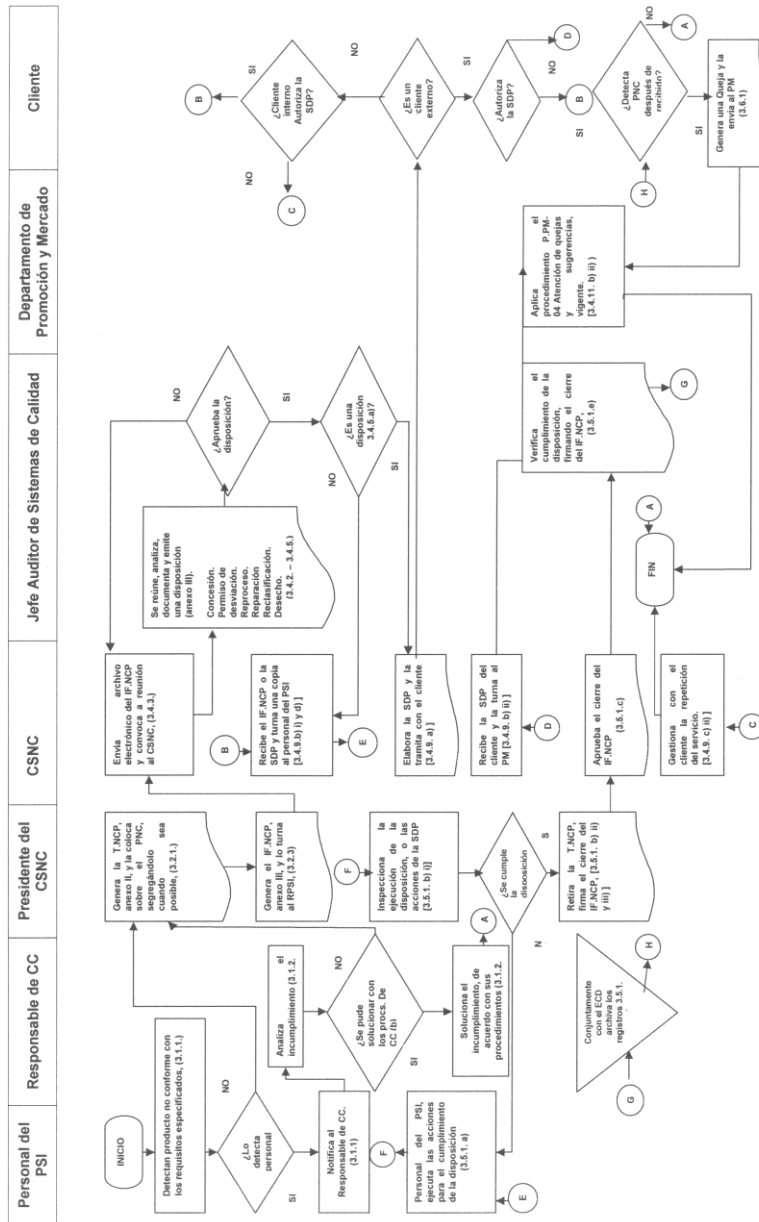 Personal del
PSI
Responsable de CC
Presidente del
CSNC
CSNC
Jefe Auditor de Sistemas de Calidad
Departamento de
Promoción y Mercado
Cliente
INICIO
Detectan producto no conforme con
los requisitos especificados, (3.1.1.)
¿Lo
detecta
personal
NO
SI
Notifica al
Responsable de CC.
(3.1.1)
F
Personal del PSI,
ejecuta las acciones
para el cumplimiento
de la disposición
(3.5.1. a)
E
Analiza el
incumplimiento (3.1.2.
¿Se pude
solucionar con
los procs. De
CC (b)
NO
SI
Soluciona el
incumplimiento, de
acuerdo con sus
procedimientos (3.1.2.
A
N
Conjuntamente
con el ECD
archiva los
registros 3.5.1.
G
H
Genera la T.NCP,
anexo II, y la coloca
sobre el PNC,
segregándolo
cuando sea
posible, (3.2.1.)
Genera el IF.NCP,
anexo III, y lo turna
al RPSI, (3.2.3)
F
Inspecciona la
ejecución de la
disposición, o las
acciones de la SDP
[3.5.1. b) i)]
¿Se cumple
la
disposición
S
Retira la T.NCP,
firma el cierre del
IF.NCP, [3.5.1. b) ii)
y iii) ]
Envía archivo
electrónico del IF.NCP
y convoca a reunión
al CSNC, (3.4.3.)
B
Recibe el IF.NCP o la
SDP y turna una copia
al personal del PSI
[3.4.9.b) i) y d) ]
E
Elabora la SDP y la
tramita con el cliente
[3.4.9. a) ]
Recibe la SDP del
cliente y la turna al
PM [3.4.9. b) ii) ]
D
Aprueba el cierre del
IF.NCP
(3.5.1.c)
Gestiona con el
cliente la repetición
del servicio.
[3.4.9. c) ii) ]
C
Se reúne, analiza,
documenta y emite
una disposición
(anexo III).
Concesión.
Permiso de
desviación.
Reproceso.
Reparación
Reclasificación.
Desecho.
(3.4.2. – 3.4.5.)
¿Aprueba la
disposición?
NO
SI
¿Es una
disposición
3.4.5.a)?
NO
SI
Verifica el
cumplimiento de la
disposición,
firmando el cierre
del IF.NCP,
(3.5.1.e)
G
A
FIN
Aplica el
procedimiento P.PM-
04 Atención de quejas
y sugerencias,
vigente.
[3.4.11. b) ii) )
B
SI
¿Cliente
interno
Autoriza la
SDP?
NO
C
NO
¿Es un
cliente
externo?
SI
¿Autoriza
la SDP?
D
NO
B
SI
¿Detecta
PNC
después de
recibido?
NO
A
H
SI
Genera una Queja y la
envía al PM
(3.6.1)